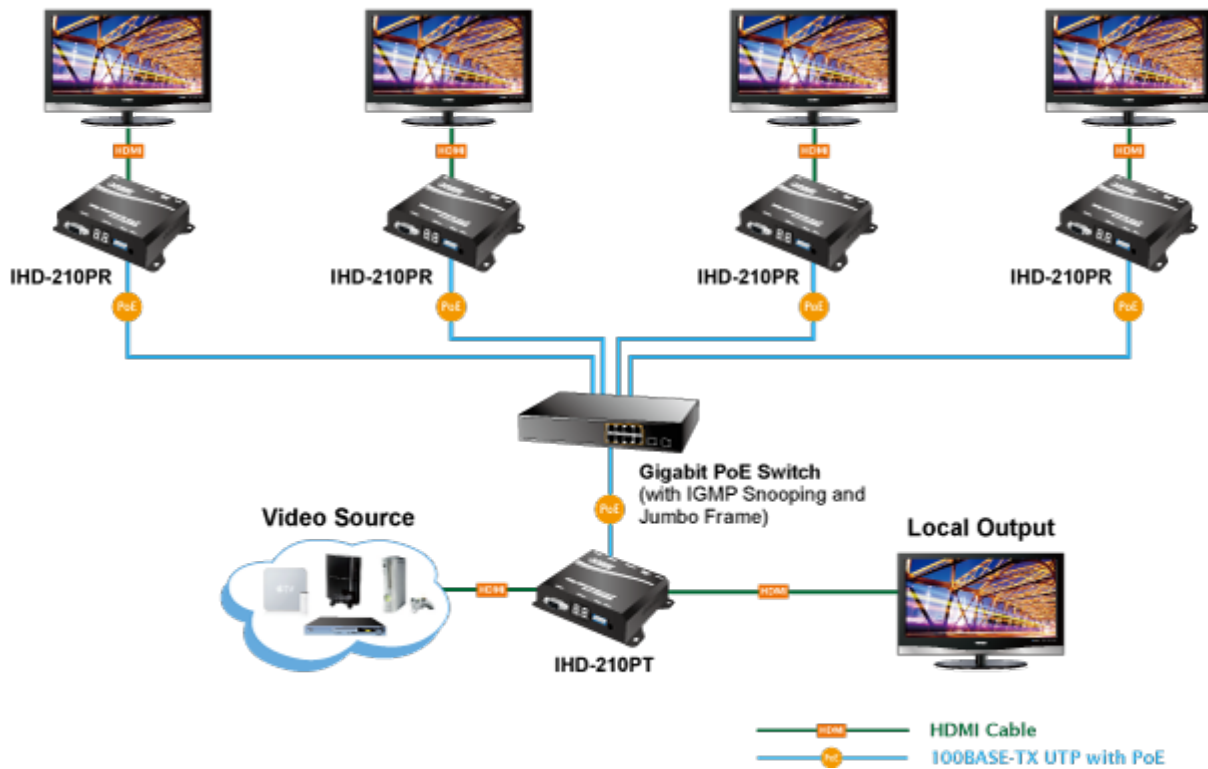 HDMI HDMI HDMI HDMI
IHD-210PR IHD-210PR IHD-210PR IHD-210PR
PoE PoE PoE PoE
Gigabit PoE Switch
(with IGMP Snooping and
Jumbo Frame)
PoE
Video Source
Local Output
HDMI
HDMI
IHD-210PT
HDMI HDMI Cable
PoE 100BASE-TX UTP with PoE